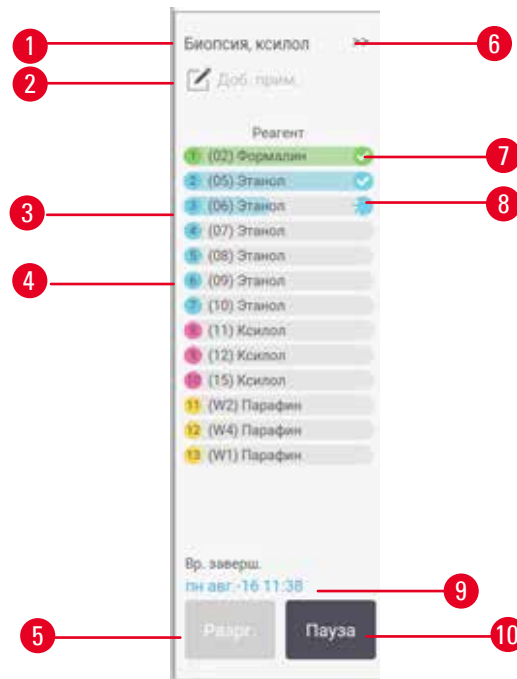 1
Биопсия, ксилол >>
6
2
Доб. прим.
Реагент
1 (02) Формалин
7
2 (05) Этанол
3
3 (06) Этанол
8
4 (07) Этанол
5 (08) Этанол
4
6 (09) Этанол
7 (10) Этанол
8 (11) Ксилол
9 (12) Ксилол
10 (15) Ксилол
11 (W2) Парафин
12 (W4) Парафин
13 (W1) Парафин
Вр. заверш.
пн авг.-16 11:38
9
5
Разрг.
Пауза
10